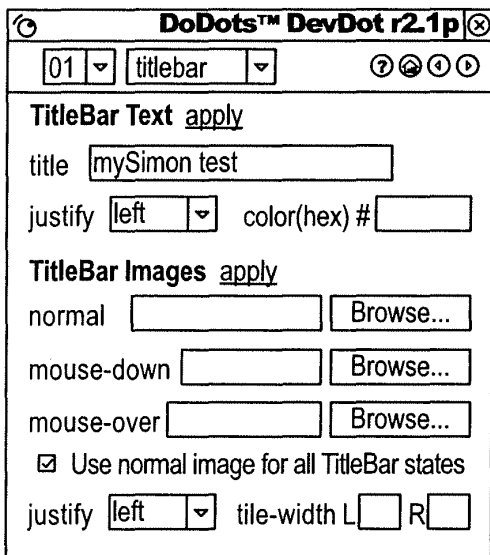 DoDots™ DevDot r2.1p
01 titlebar ?
TitleBar Text apply
title mySimon test
justify left color(hex) #
TitleBar Images apply
normal Browse...
mouse-down Browse...
mouse-over Browse...
Use normal image for all TitleBar states
justify left tile-width L R